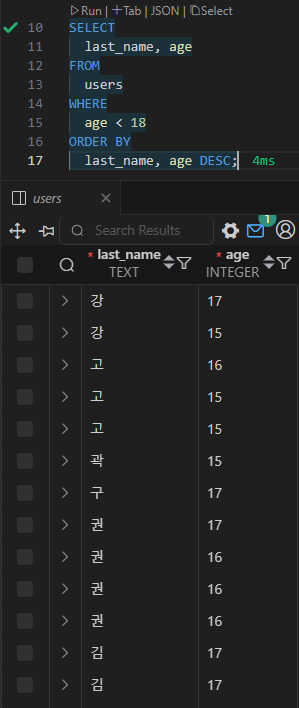 Run | +Tab | JSON | Select
10 SELECT
11 last_name, age
12 FROM
13 users
14 WHERE
15 age < 18
16 ORDER BY
17 last_name, age DESC; 4ms
users
Search Results
1
* last_name * age
TEXT INTEGER
강 17
강 15
고 16
고 15
고 15
곽 15
구 17
권 17
권 16
권 16
권 16
김 17
김 17